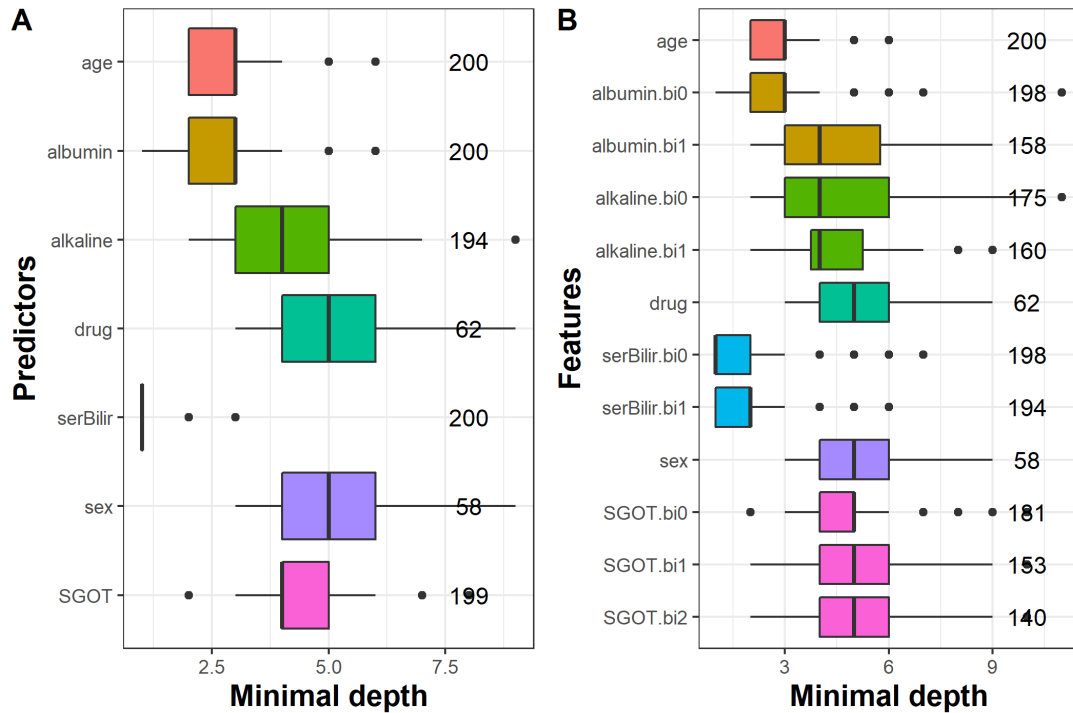 A
Predictors
age
albumin
alkaline
drug
serBilir
sex
SGOT
200
200
194
62
200
58
199
2.5 5.0 7.5
Minimal depth
B
Features
age
albumin.bi0
albumin.bi1
alkaline.bi0
alkaline.bi1
drug
serBilir.bi0
serBilir.bi1
sex
SGOT.bi0
SGOT.bi1
SGOT.bi2
200
198
158
175
160
62
198
194
58
181
153
140
3 6 9
Minimal depth